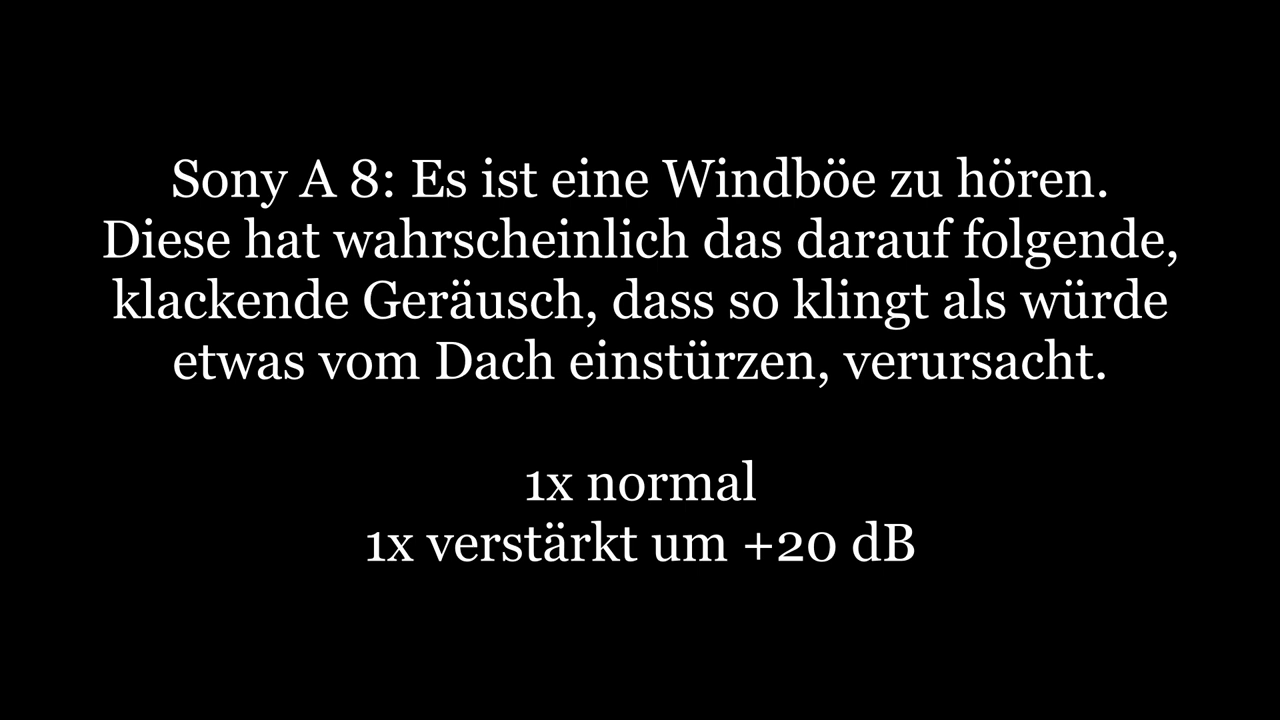 Sony A 8: Es ist eine Windböe zu hören.
Diese hat wahrscheinlich das darauf folgende,
klackende Geräusch, dass so klingt als würde
etwas vom Dach einstürzen, verursacht.
1x normal
1x verstärkt um +20 dB